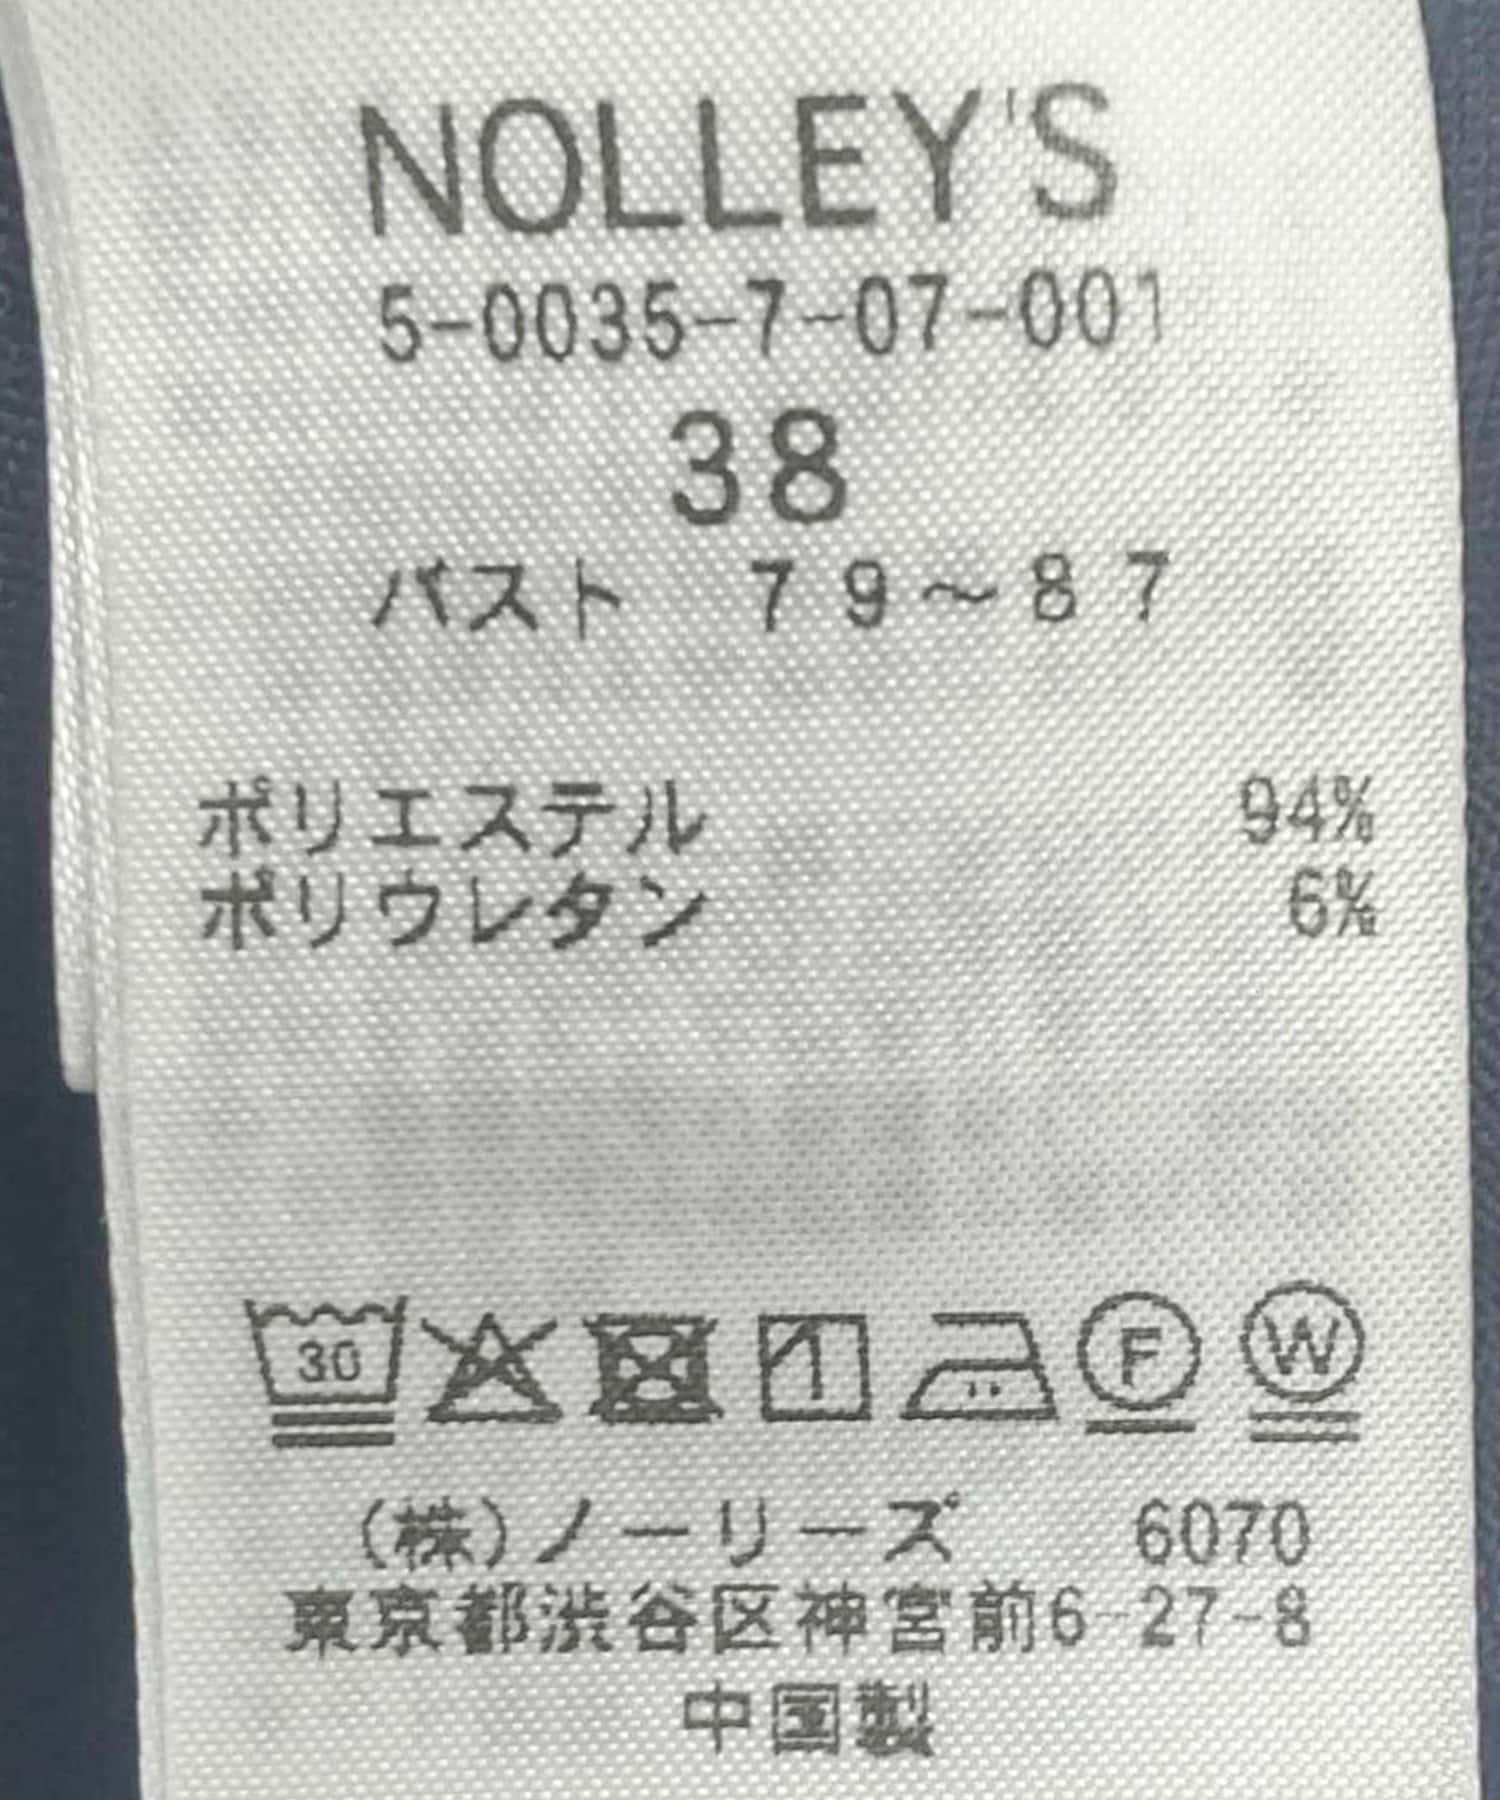 NOLLEY'S
5-0035-7-07-001
38
バスト 79～87
ポリエステル 94%
ポリウレタン 6%
30 F W
(株)ノーリーズ 6070
東京都渋谷区神宮前6-27-8
中国製